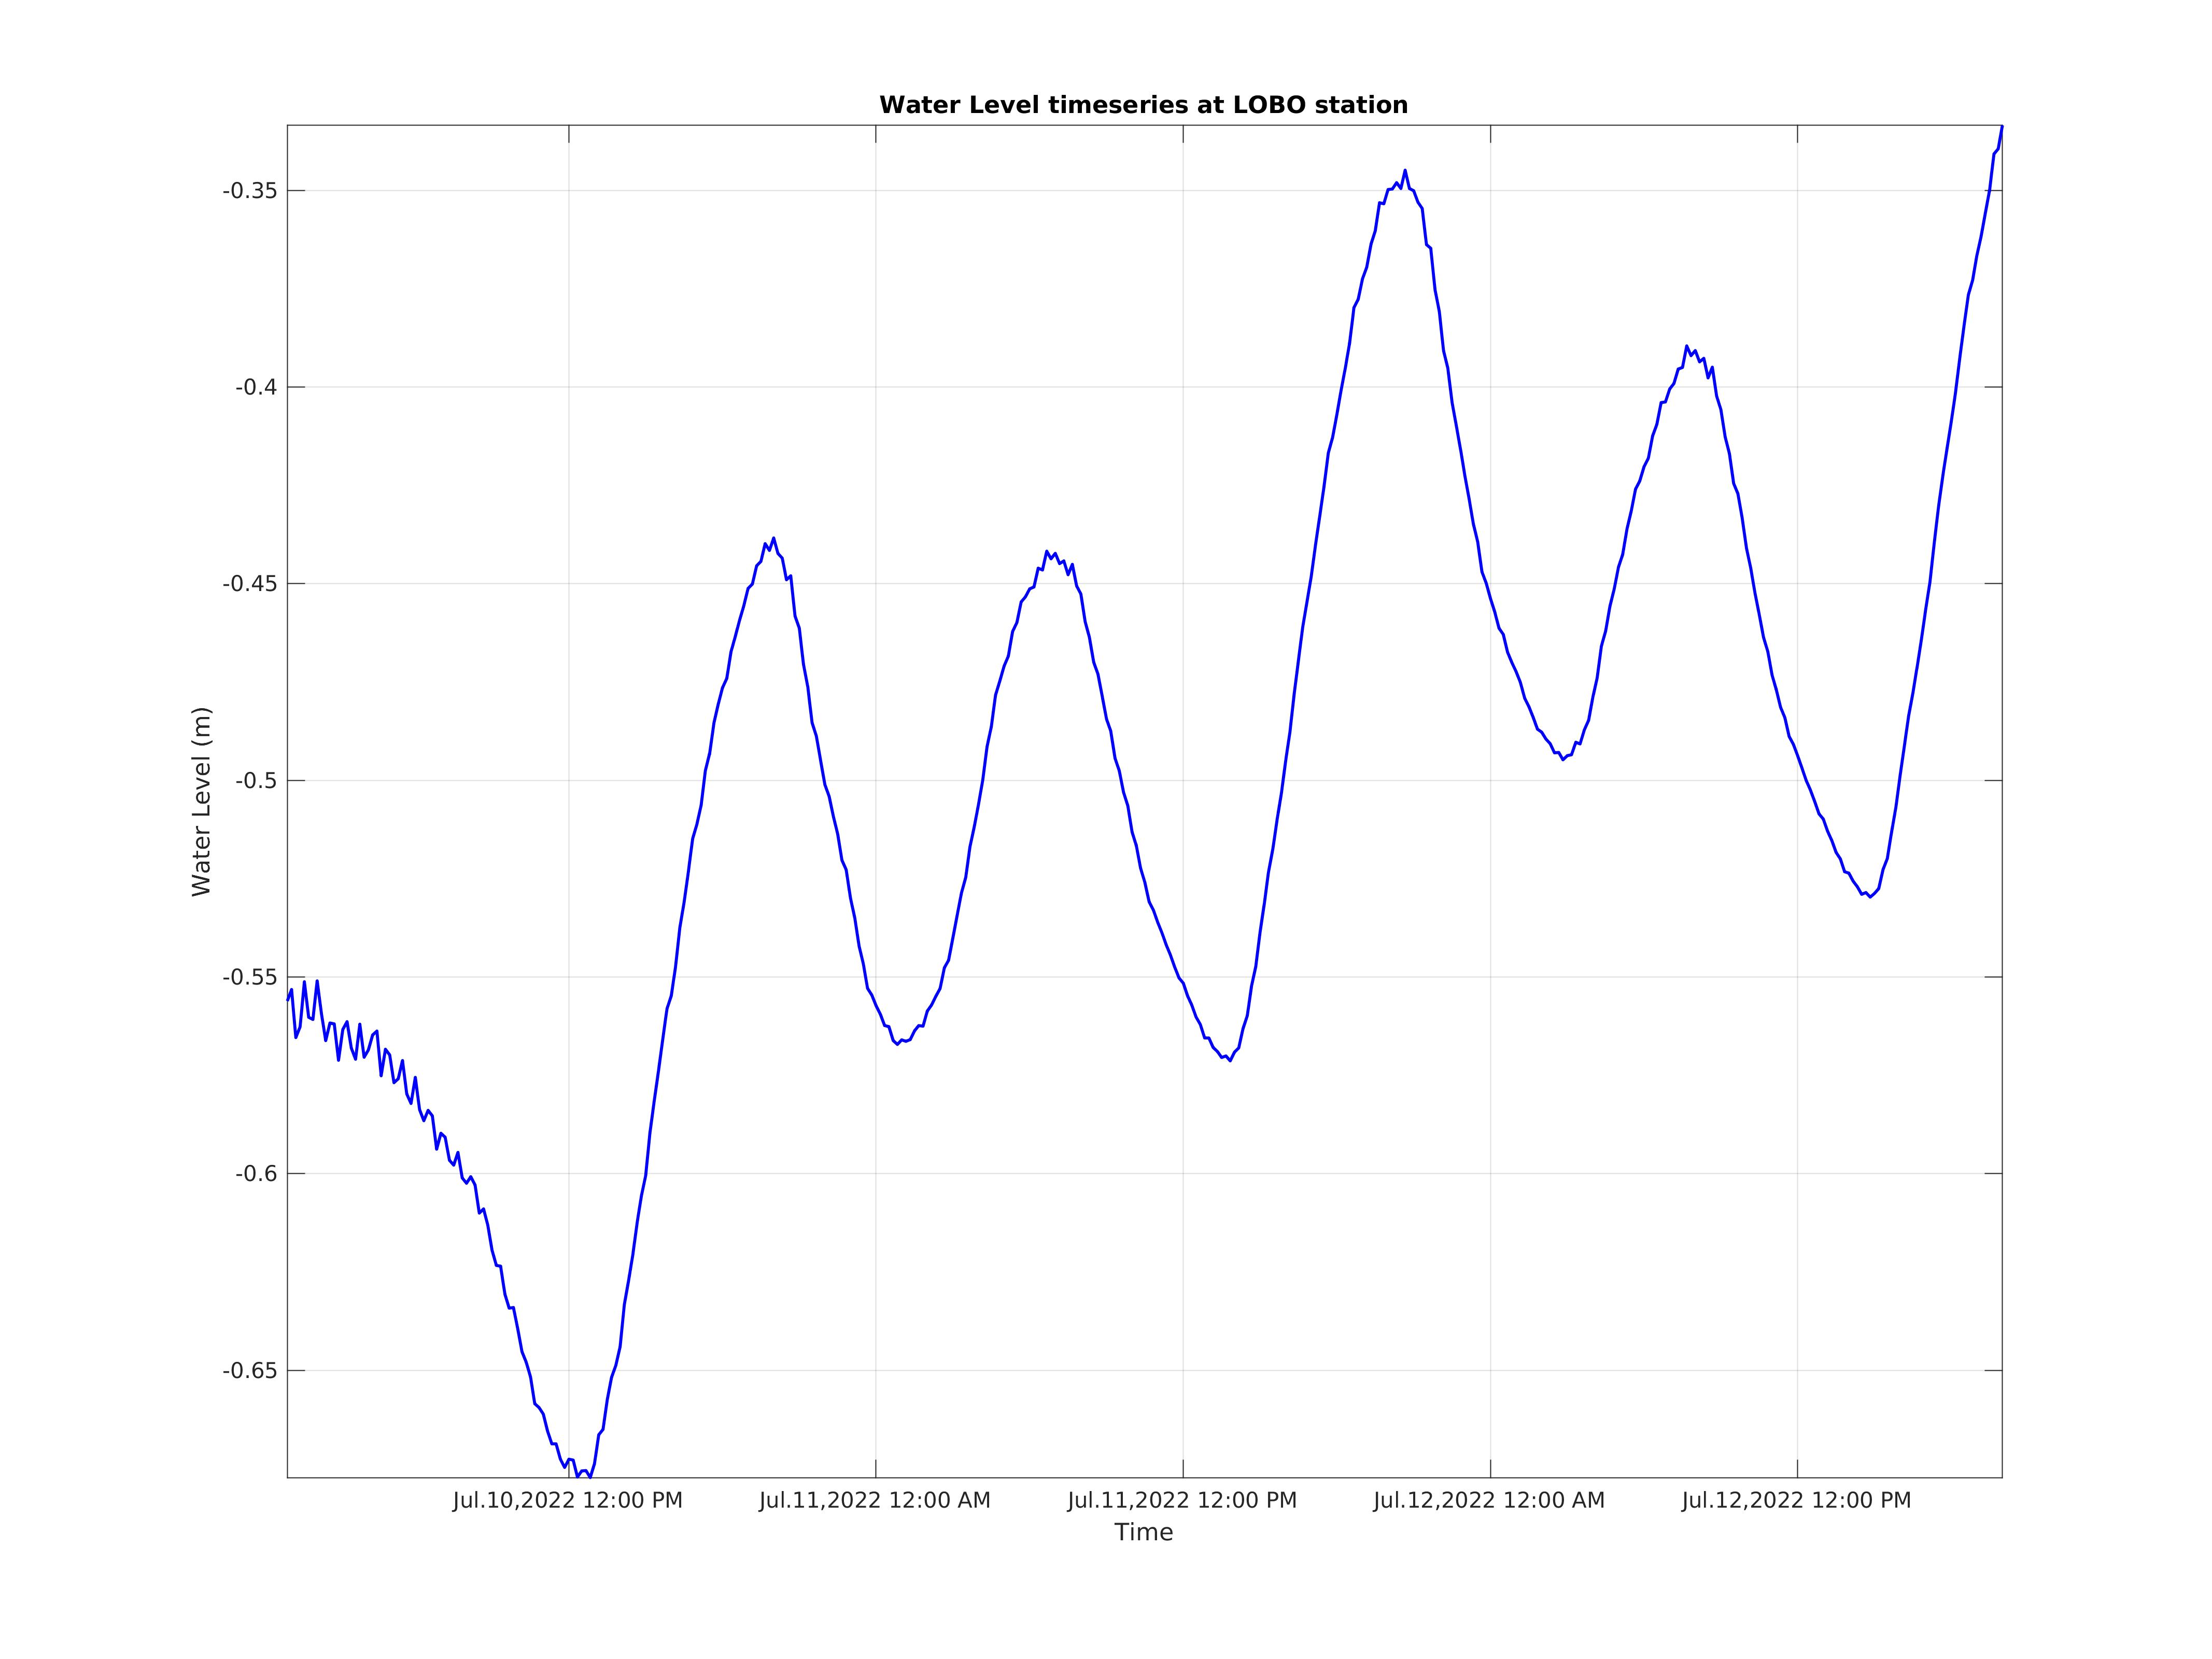 Water Level timeseries at LOBO station
-0.35
-0.4
-0.45
-0.5
-0.55
-0.6
-0.65
Water Level (m)
Jul.10,2022 12:00 PM
Jul.11,2022 12:00 AM
Jul.11,2022 12:00 PM
Jul.12,2022 12:00 AM
Jul.12,2022 12:00 PM
Time